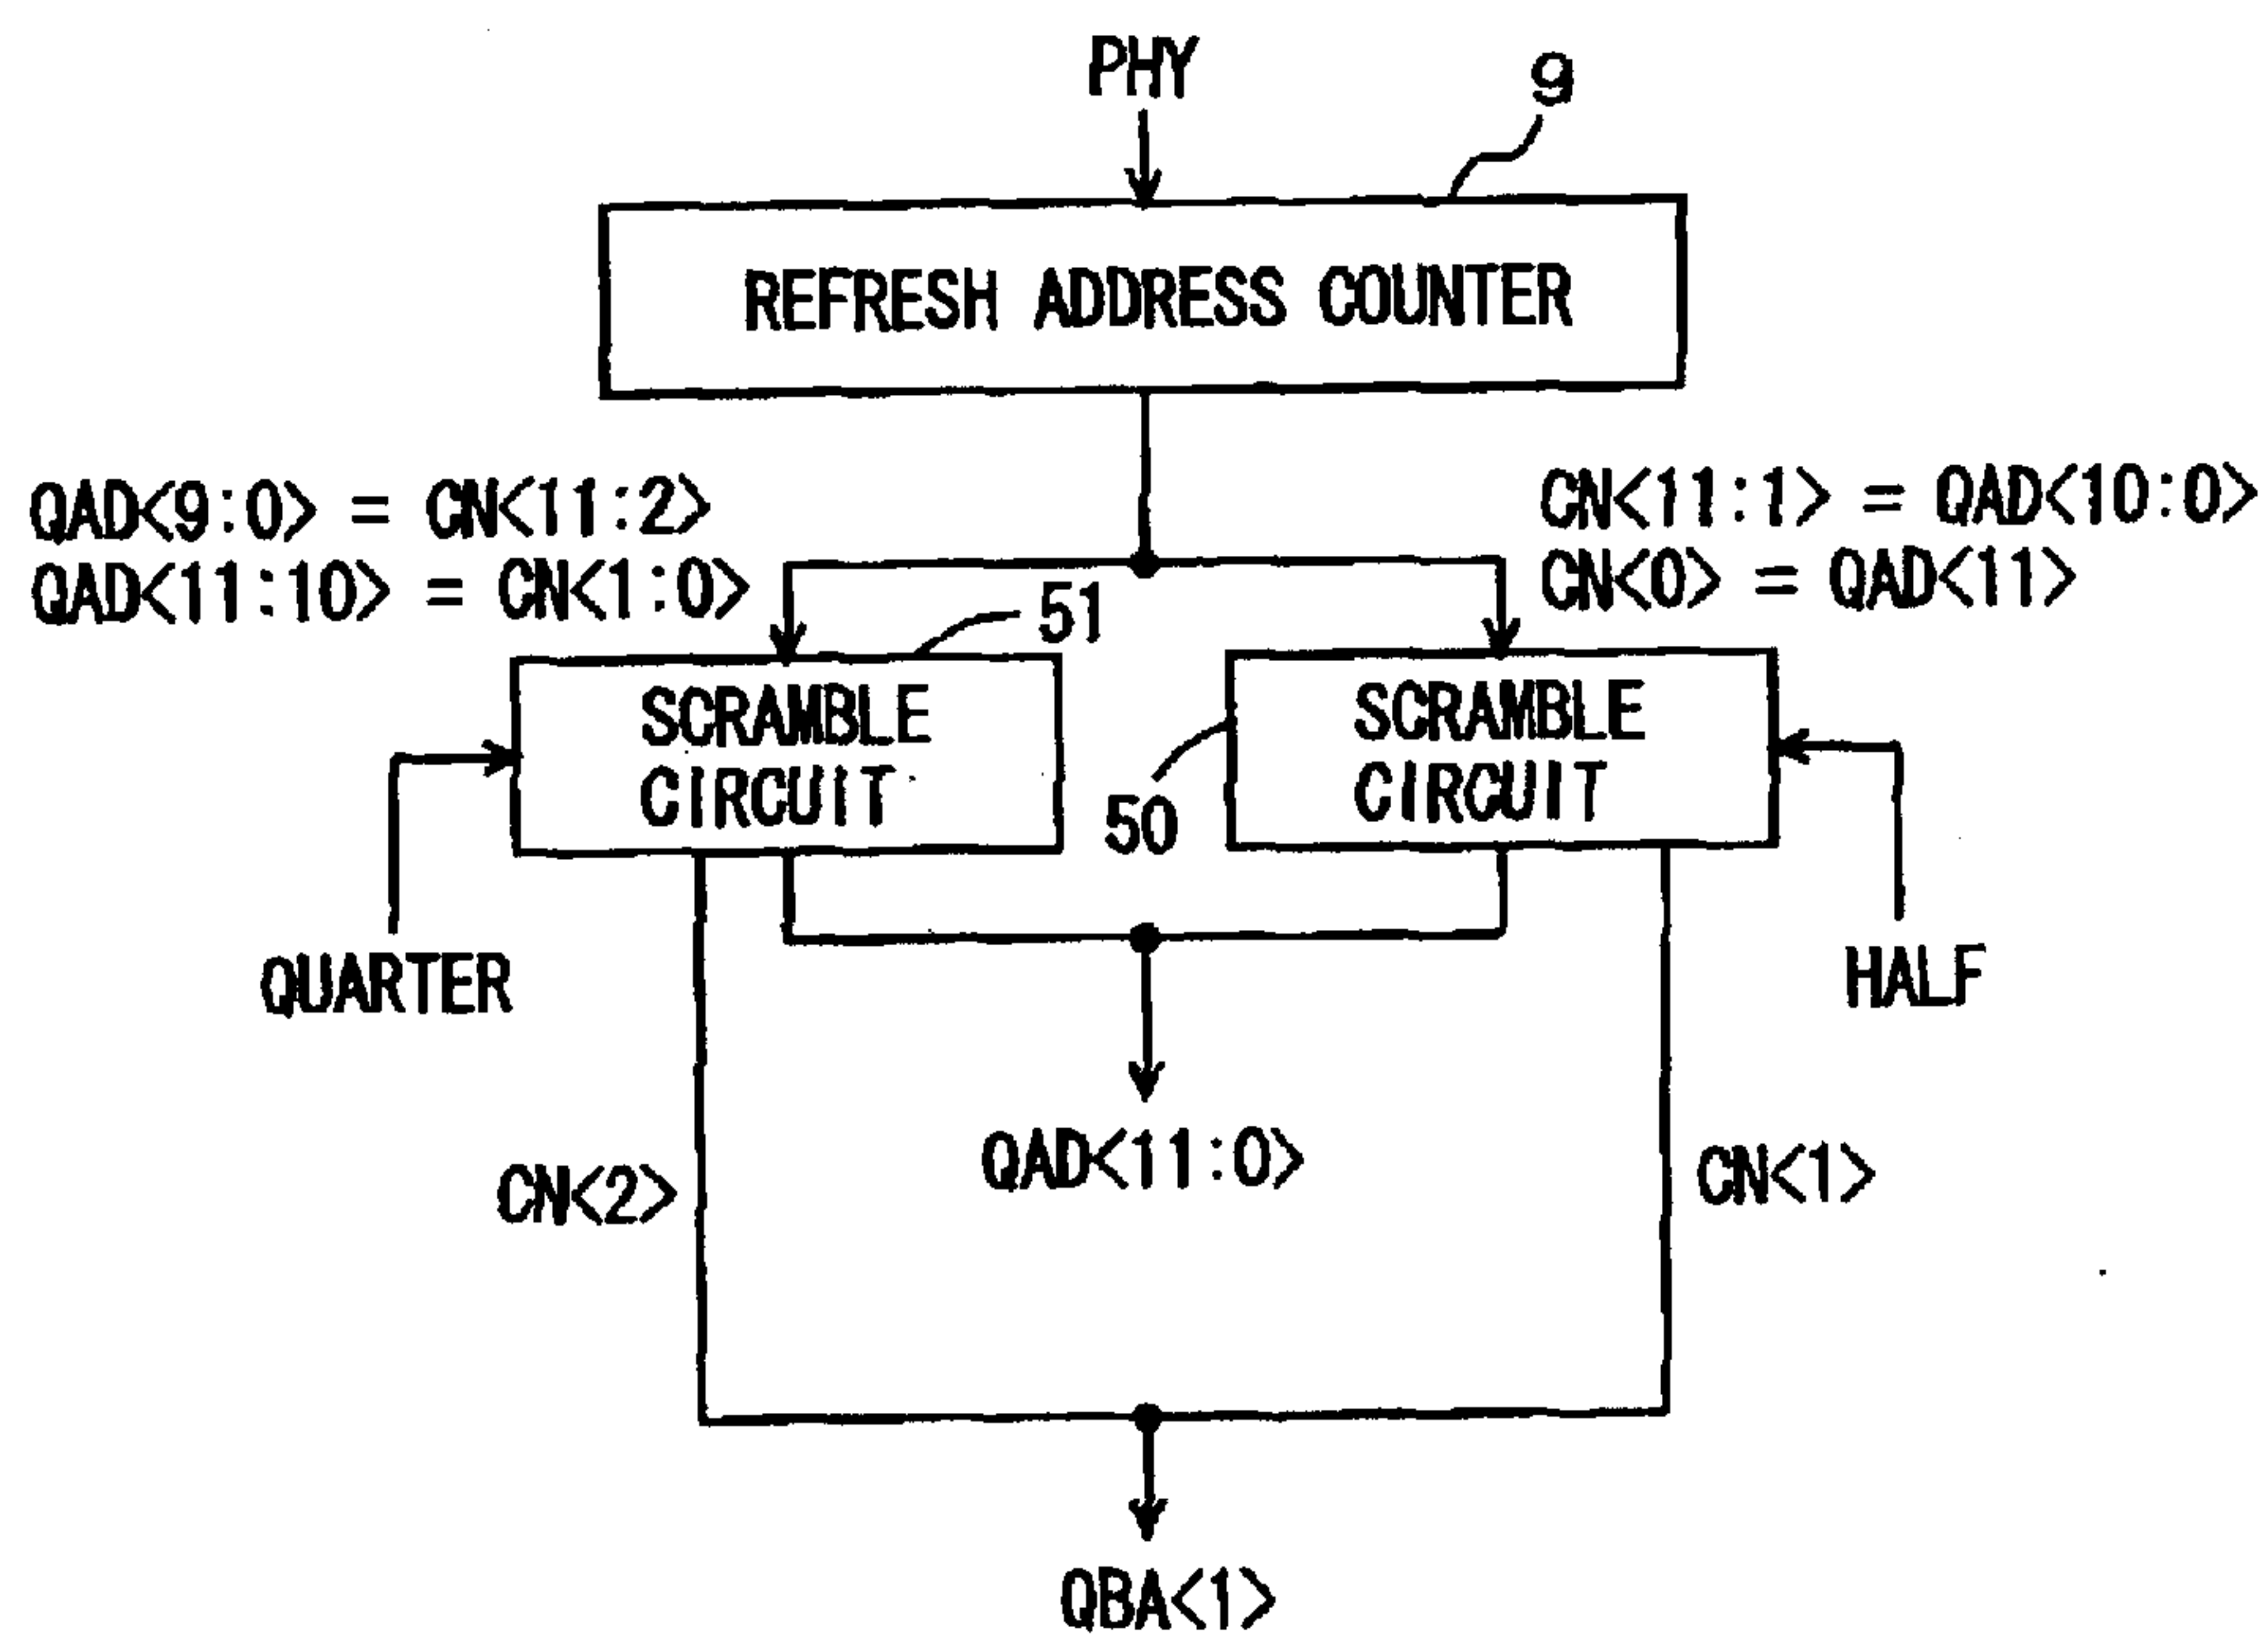 PHY
9
REFRESH ADDRESS COUNTER
QAD<9:0> = CN<11:2>
QAD<11:10> = CN<1:0>
CN<11:1> = QAD<10:0>
CN<0> = QAD<11>
51
SCRAMBLE
CIRCUIT
50
SCRAMBLE
CIRCUIT
QUARTER
HALF
QAD<11:0>
CN<2>
CN<1>
QBA<1>